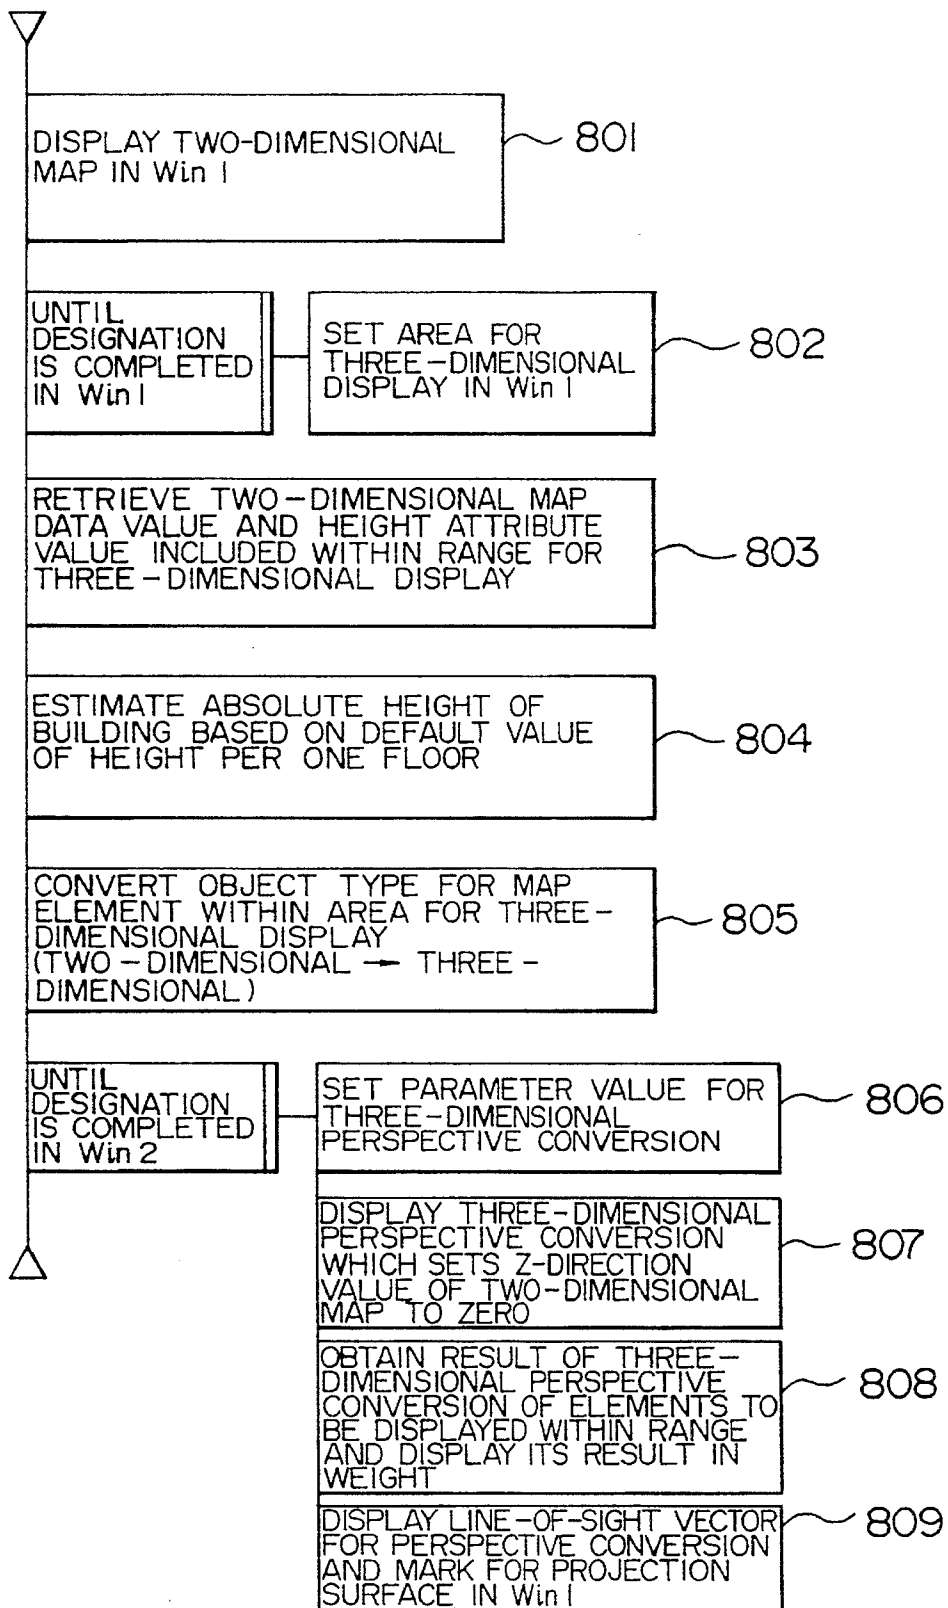 DISPLAY TWO-DIMENSIONAL
MAP IN Win 1
801
UNTIL
DESIGNATION
IS COMPLETED
IN Win 1
SET AREA FOR
THREE-DIMENSIONAL
DISPLAY IN Win 1
802
RETRIEVE TWO-DIMENSIONAL MAP
DATA VALUE AND HEIGHT ATTRIBUTE
VALUE INCLUDED WITHIN RANGE FOR
THREE-DIMENSIONAL DISPLAY
803
ESTIMATE ABSOLUTE HEIGHT OF
BUILDING BASED ON DEFAULT VALUE
OF HEIGHT PER ONE FLOOR
804
CONVERT OBJECT TYPE FOR MAP
ELEMENT WITHIN AREA FOR THREE-
DIMENSIONAL DISPLAY
(TWO-DIMENSIONAL → THREE-
DIMENSIONAL)
805
UNTIL
DESIGNATION
IS COMPLETED
IN Win 2
SET PARAMETER VALUE FOR
THREE-DIMENSIONAL
PERSPECTIVE CONVERSION
806
DISPLAY THREE-DIMENSIONAL
PERSPECTIVE CONVERSION
WHICH SETS Z-DIRECTION
VALUE OF TWO-DIMENSIONAL
MAP TO ZERO
807
OBTAIN RESULT OF THREE-
DIMENSIONAL PERSPECTIVE
CONVERSION OF ELEMENTS TO
BE DISPLAYED WITHIN RANGE
AND DISPLAY ITS RESULT IN
WEIGHT
808
DISPLAY LINE-OF-SIGHT VECTOR
FOR PERSPECTIVE CONVERSION
AND MARK FOR PROJECTION
SURFACE IN Win 1
809